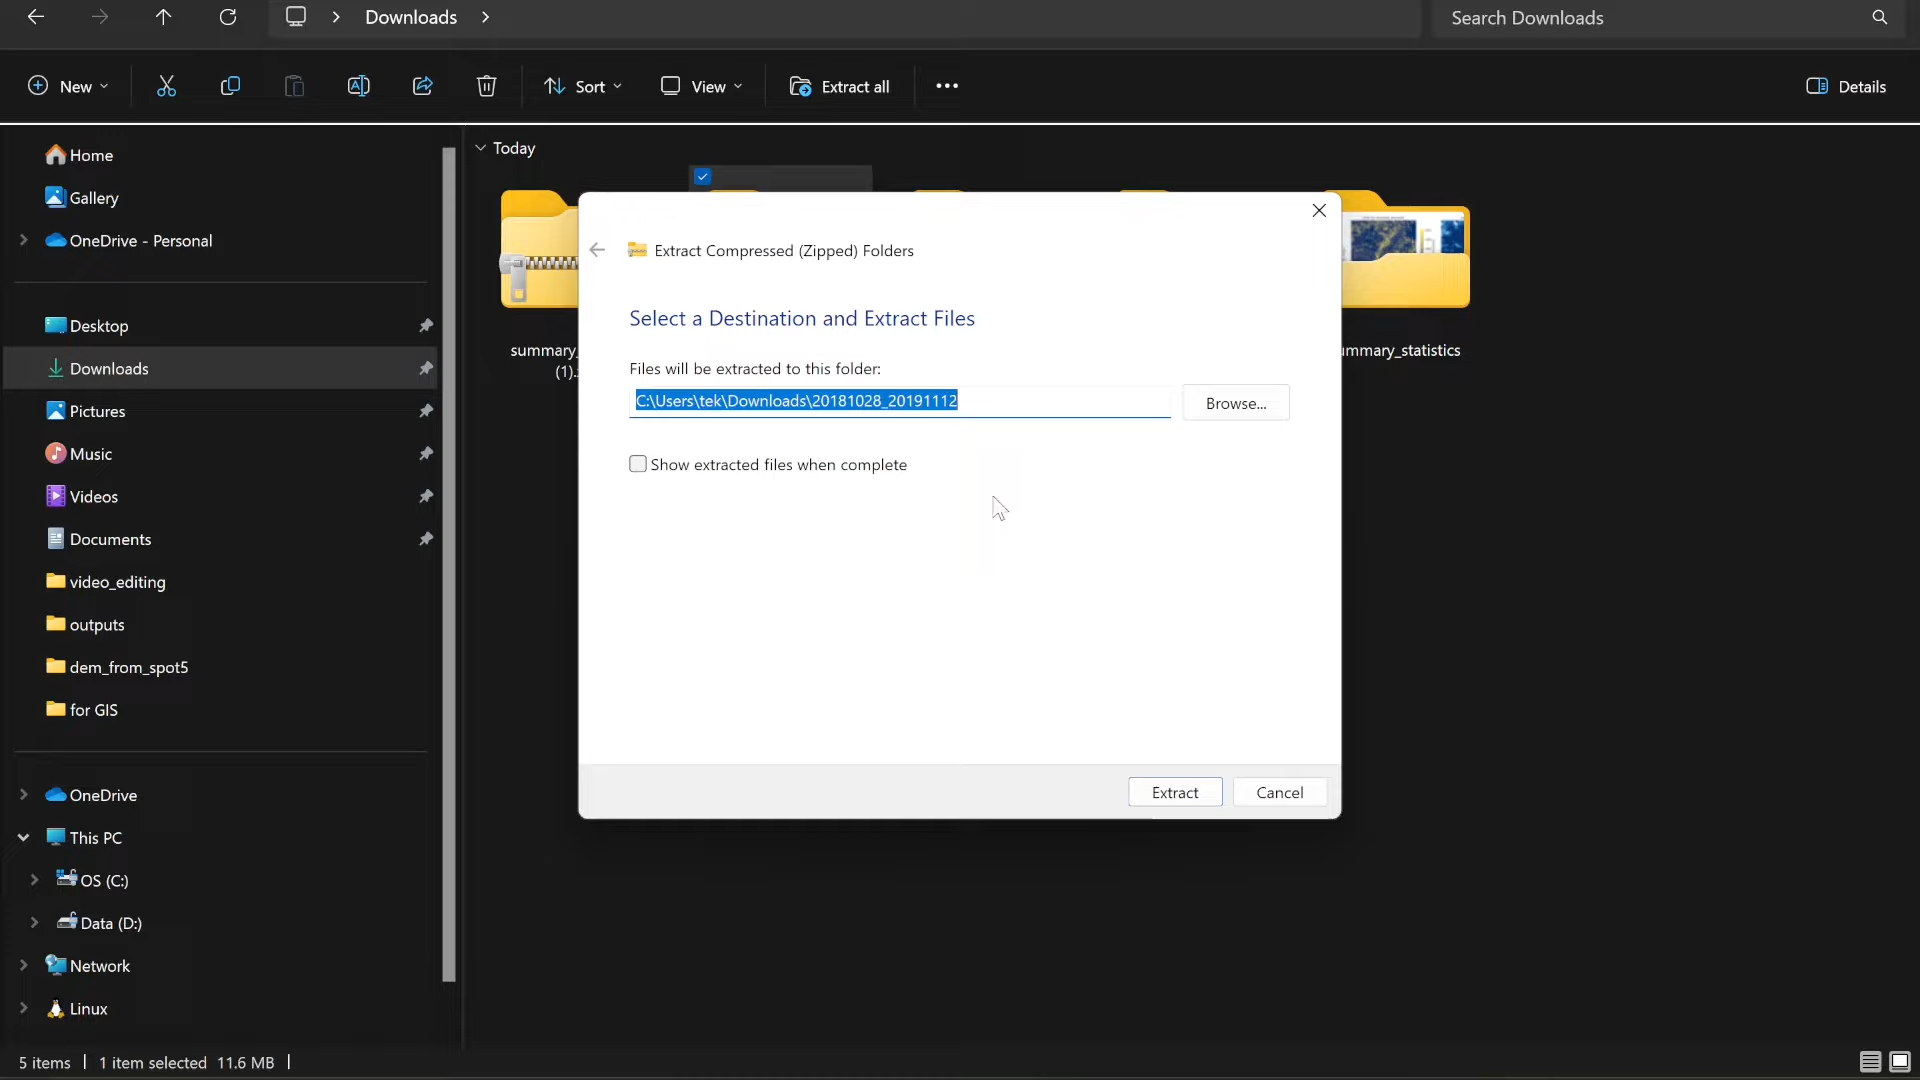 Downloads
Search Downloads
New
Sort
View
Extract all
Details
Home
Gallery
OneDrive - Personal
Desktop
Downloads
Pictures
Music
Videos
Documents
video_editing
outputs
dem_from_spot5
for GIS
OneDrive
This PC
OS (C:)
Data (D:)
Network
Linux
Today
summary_
(1).
ummary_statistics
Extract Compressed (Zipped) Folders
Select a Destination and Extract Files
Files will be extracted to this folder:
C:\Users\tek\Downloads\20181028_20191112
Browse...
Show extracted files when complete
Extract
Cancel
5 items
1 item selected 11.6 MB